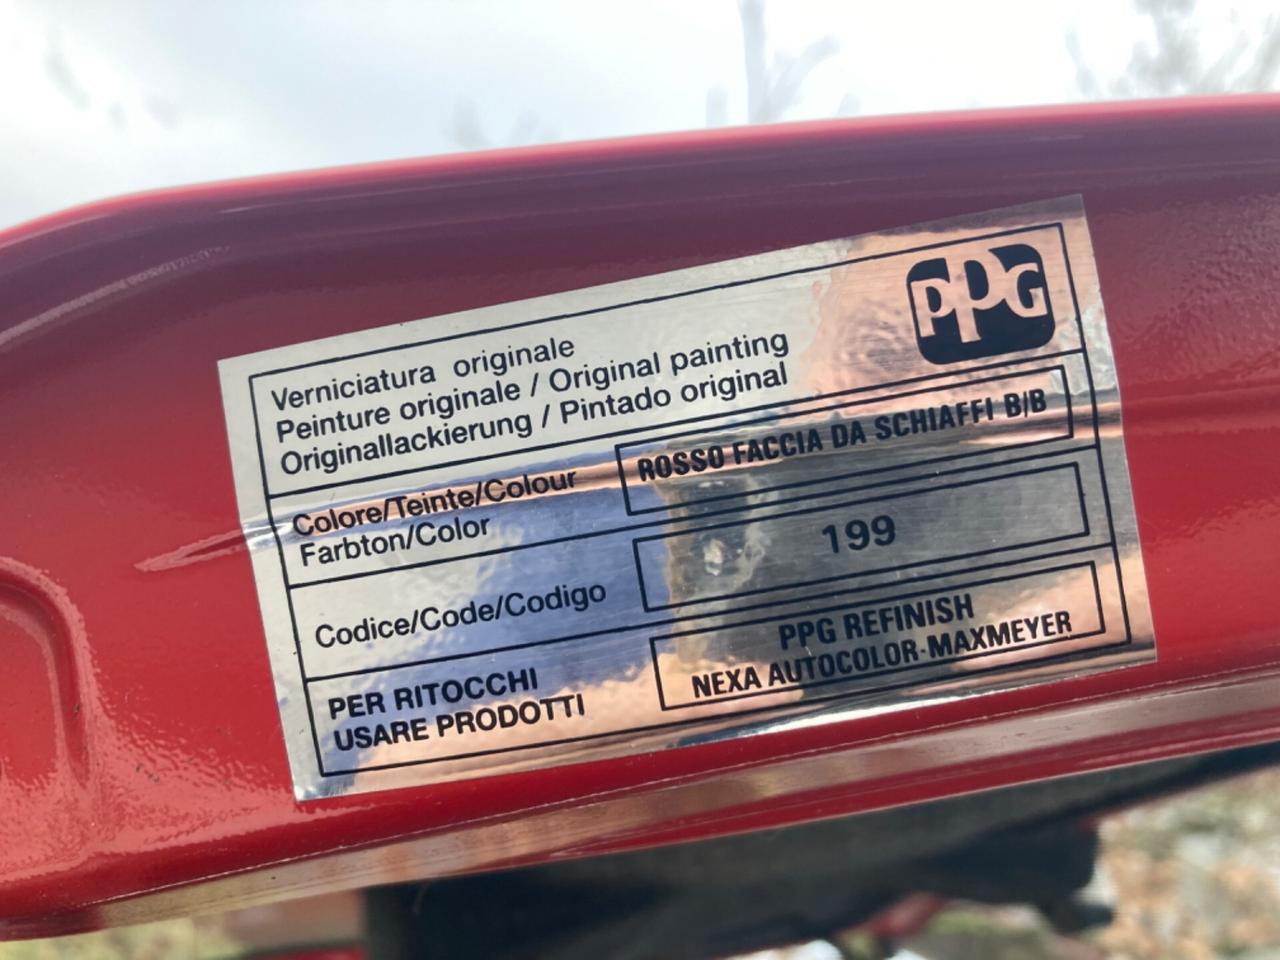 PPG
Verniciatura originale
Peinture originale / Original painting
Originallackierung / Pintado original
Colore/Teinte/Colour
Farbton/Color
ROSSO FACCIA DA SCHIAFFI B/B
Codice/Code/Codigo
199
PER RITOCCHI
USARE PRODOTTI
PPG REFINISH
NEXA AUTOCOLOR-MAXMEYER